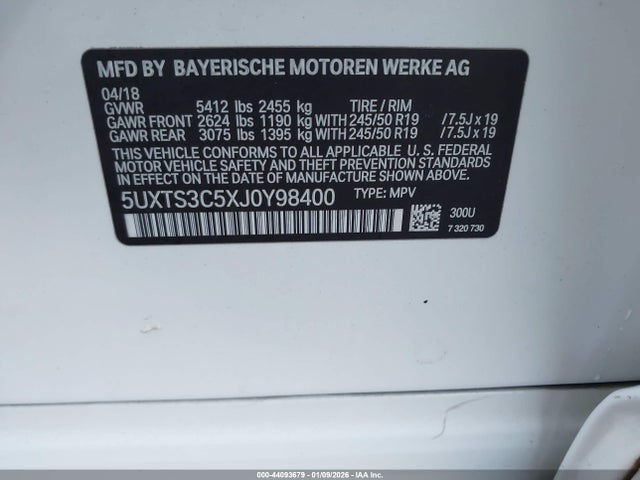 MFD BY BAYERISCHE MOTOREN WERKE AG
04/18
GVWR 5412 lbs 2455 kg TIRE / RIM
GAWR FRONT 2624 lbs 1190 kg WITH 245/50 R19 / 7.5J x 19
GAWR REAR 3075 lbs 1395 kg WITH 245/50 R19 / 7.5J x 19
THIS VEHICLE CONFORMS TO ALL APPLICABLE U. S. FEDERAL
MOTOR VEHICLE SAFETY AND THEFT PREVENTION STANDARDS
IN EFFECT ON THE DATE OF MANUFACTURE SHOWN ABOVE.
5UXTS3C5XJ0Y98400 TYPE: MPV
300U
7 320 730
000-44093679 - 01/09/2026 - IAA Inc.